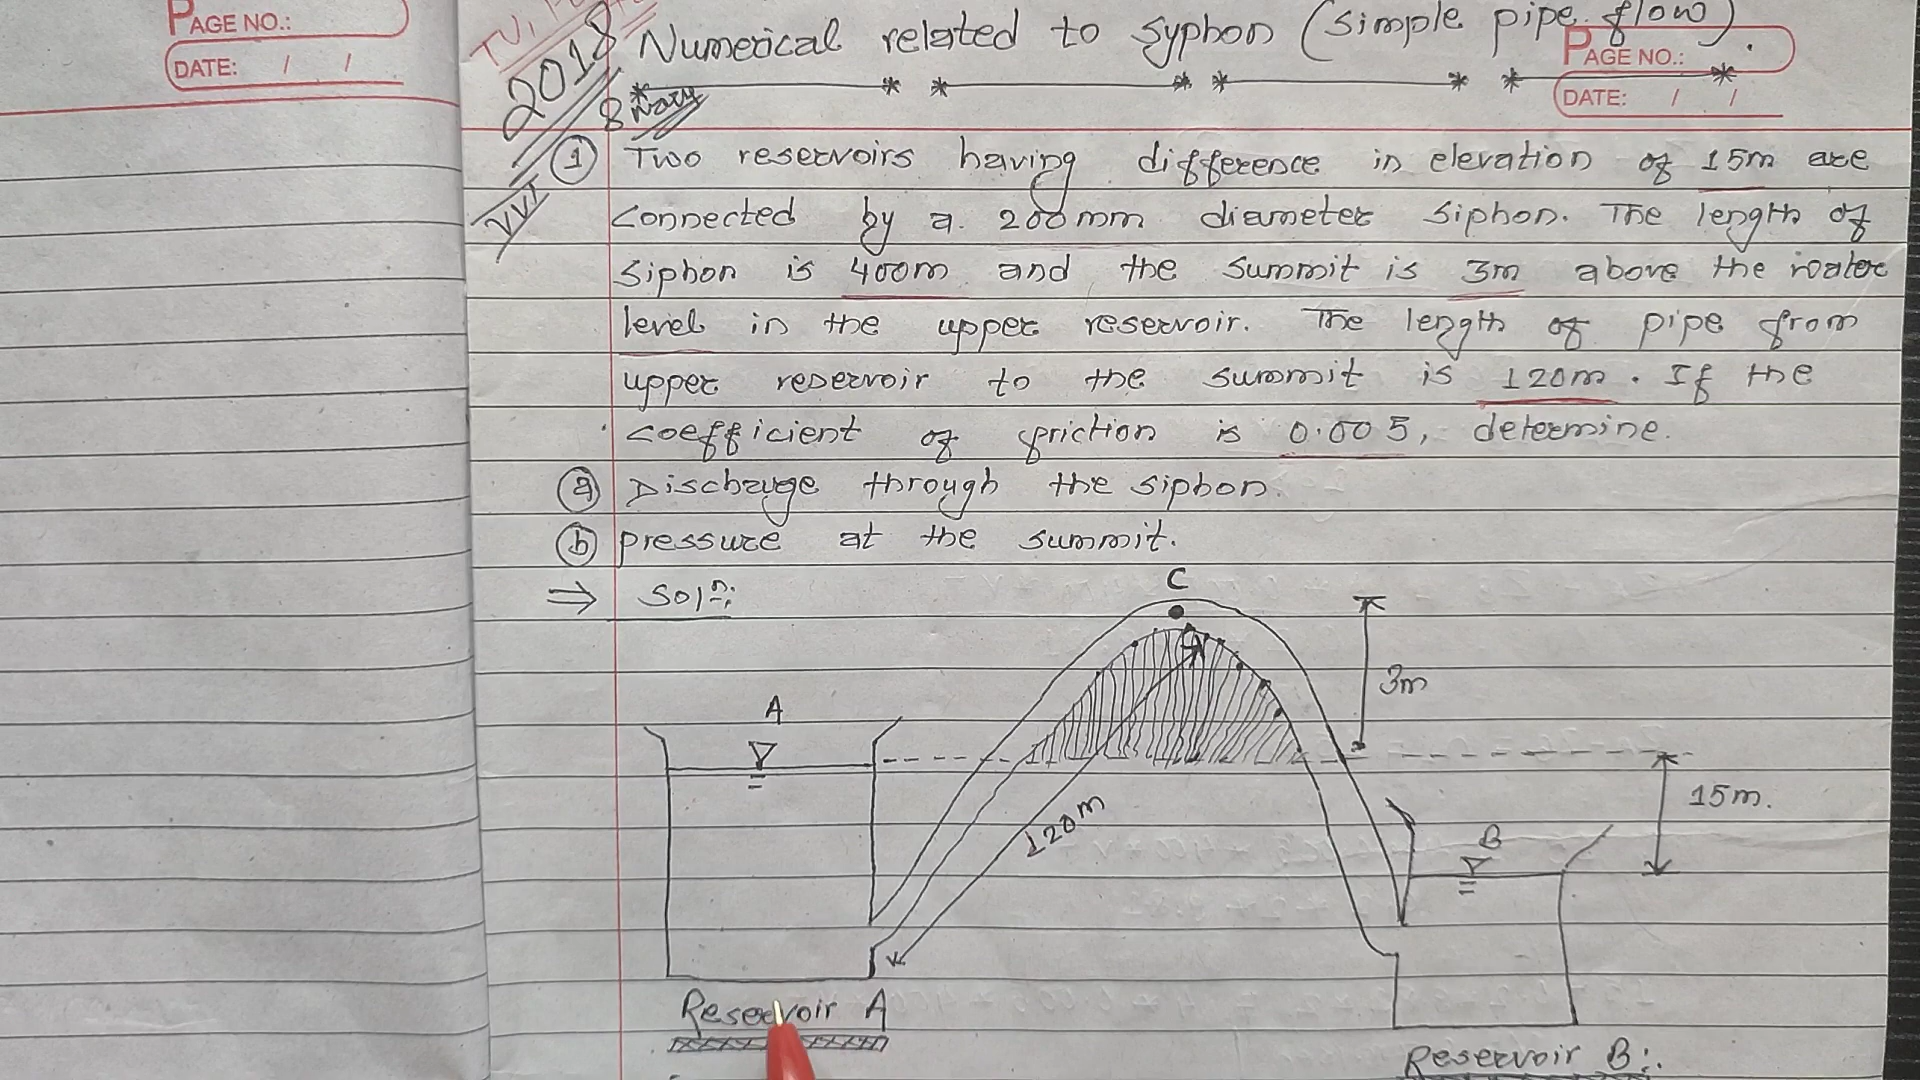 PAGE NO.:
DATE: / /
2018
Numerical related to syphon (simple pipe flow).
PAGE NO.:
DATE: / /
8 Marx
VVI
① Two reservoirs having difference in elevation of 15m are
connected by a 200mm diameter siphon. The length of
siphon is 400m and the summit is 3m above the water
level in the upper reservoir. The length of pipe from
upper reservoir to the summit is 120m. If the
coefficient of friction is 0.005, determine.
ⓐ Discharge through the siphon.
ⓑ pressure at the summit.
⇒ Solⁿ:
C
3m
A
15m.
120m
B
Reservoir A
Reservoir B:.